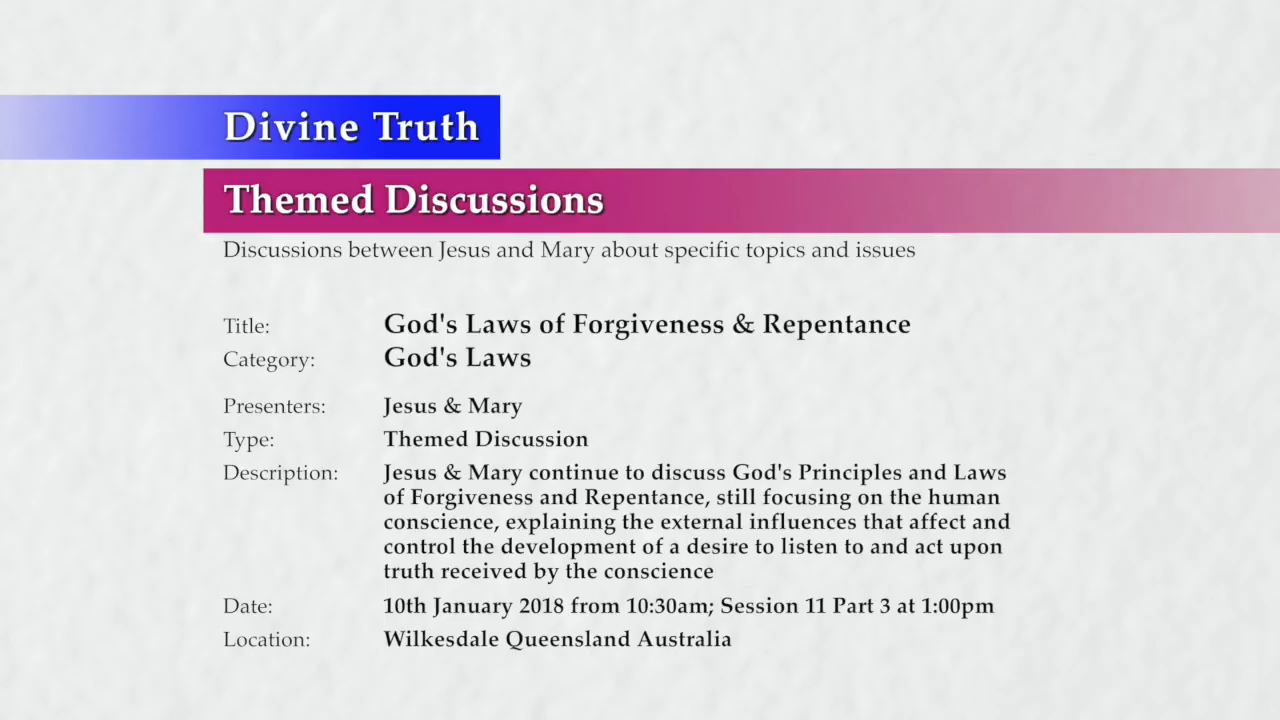 Divine Truth
Themed Discussions
Discussions between Jesus and Mary about specific topics and issues
Title: God's Laws of Forgiveness & Repentance
Category: God's Laws
Presenters: Jesus & Mary
Type: Themed Discussion
Description: Jesus & Mary continue to discuss God's Principles and Laws
of Forgiveness and Repentance, still focusing on the human
conscience, explaining the external influences that affect and
control the development of a desire to listen to and act upon
truth received by the conscience
Date: 10th January 2018 from 10:30am; Session 11 Part 3 at 1:00pm
Location: Wilkesdale Queensland Australia